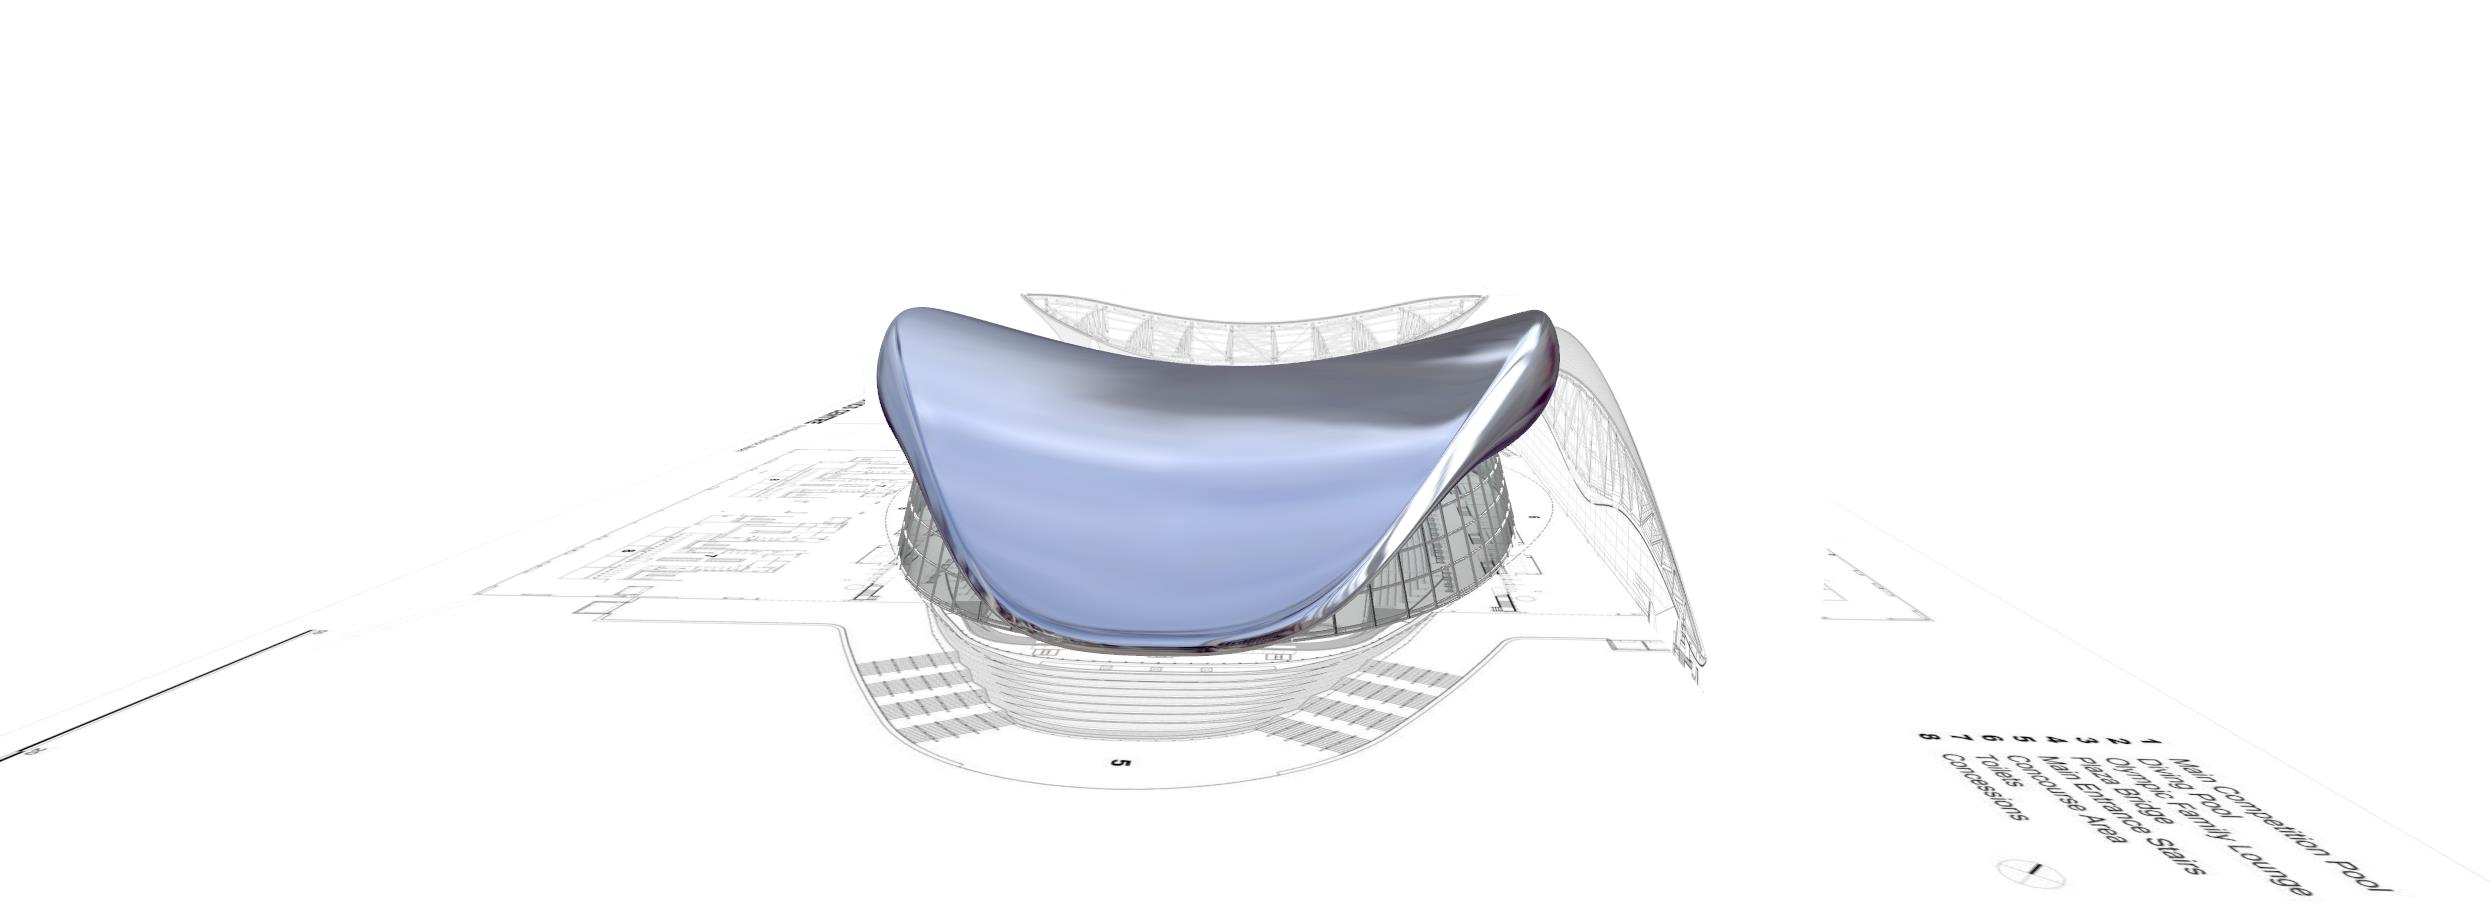 5
1 Main Competition Pool
2 Diving Pool
3 Olympic Family Lounge
4 Plaza Bridge
5 Main Entrance Stairs
6 Concourse Area
7 Toilets
8 Concessions